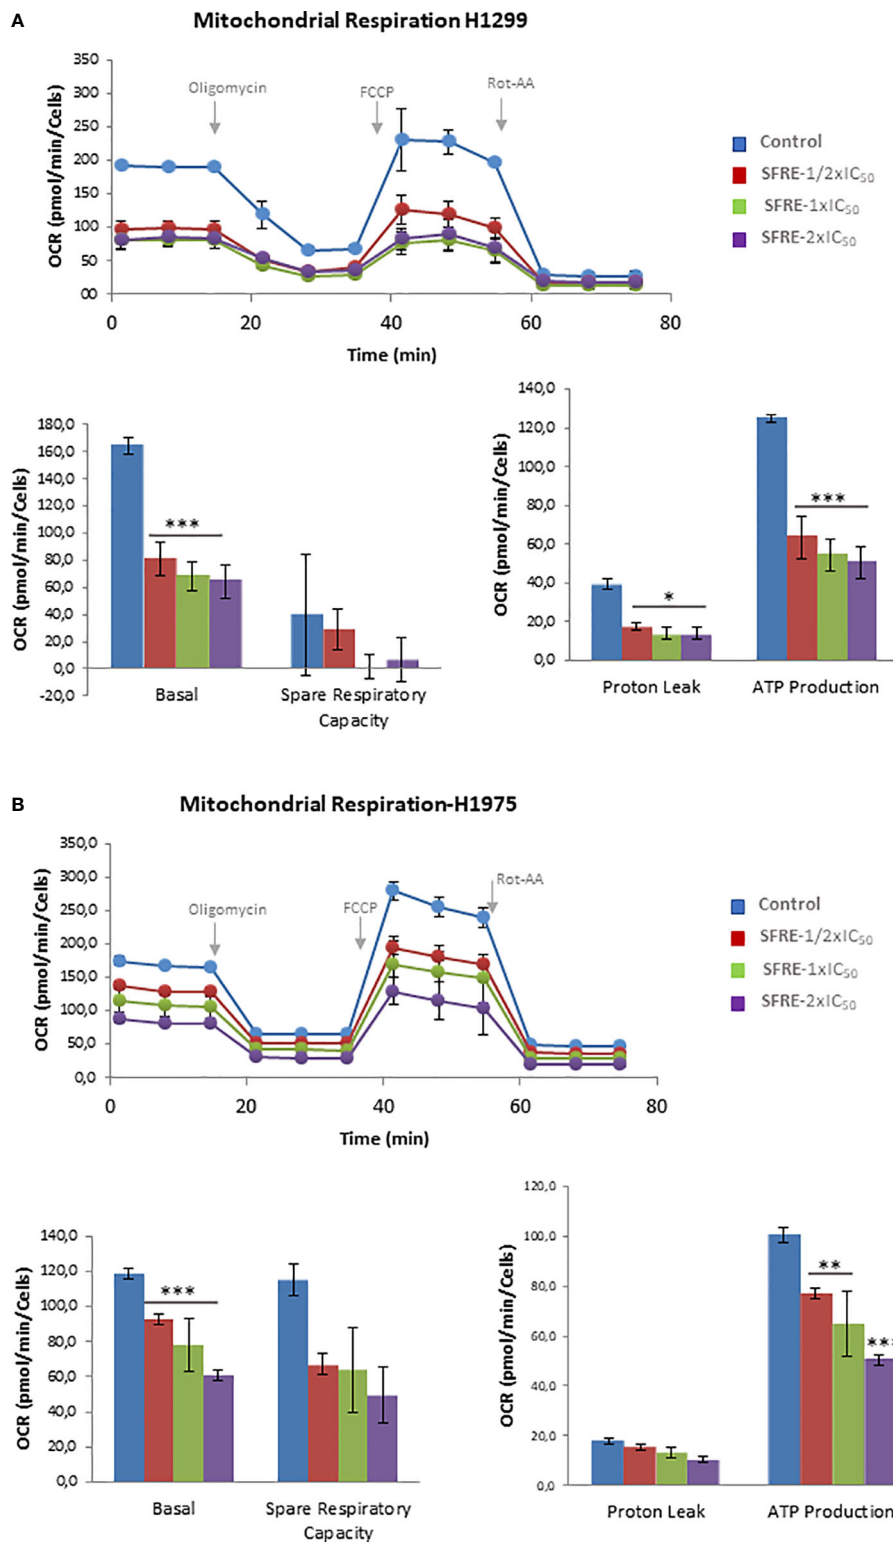 A
Mitochondrial Respiration H1299
OCR (pmol/min/Cells)
350
300
250
200
150
100
50
00
Oligomycin
FCCP
Rot-AA
0
20
40
60
80
Time (min)
Control
SFRE-1/2xIC50
SFRE-1xIC50
SFRE-2xIC50
OCR (pmol/min/Cells)
180,0
160,0
140,0
120,0
100,0
80,0
60,0
40,0
20,0
0,0
-20,0
***
Basal
Spare Respiratory
Capacity
OCR (pmol/min/Cells)
140,0
120,0
100,0
80,0
60,0
40,0
20,0
0,0
*
***
Proton Leak
ATP Production
B
Mitochondrial Respiration-H1975
OCR (pmol/min/Cells)
350,0
300,0
250,0
200,0
150,0
100,0
50,0
0,0
Oligomycin
FCCP
Rot-AA
0
20
40
60
80
Time (min)
Control
SFRE-1/2xIC50
SFRE-1xIC50
SFRE-2xIC50
OCR (pmol/min/Cells)
140,0
120,0
100,0
80,0
60,0
40,0
20,0
0,0
***
Basal
Spare Respiratory
Capacity
OCR (pmol/min/Cells)
120,0
100,0
80,0
60,0
40,0
20,0
0,0
**
***
Proton Leak
ATP Production